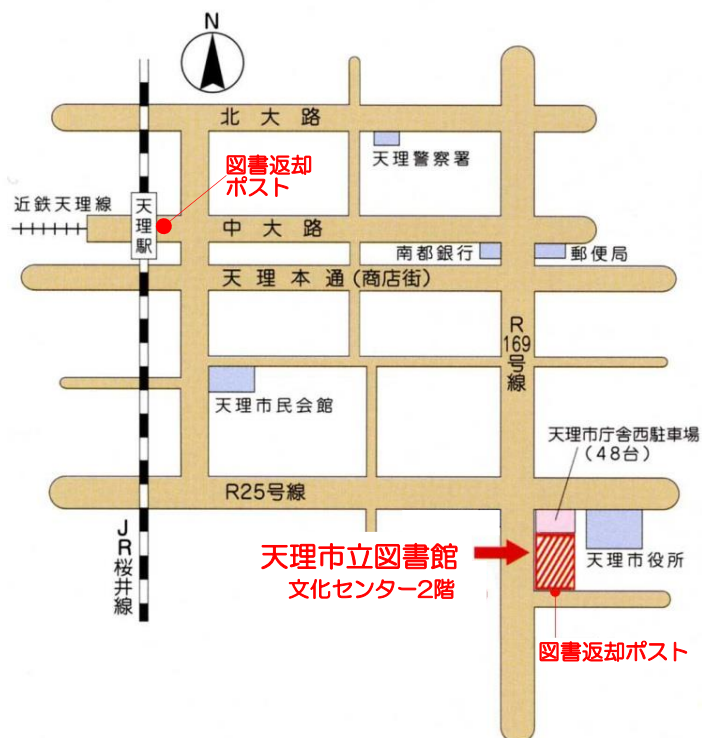 N
北大路
天理警察署
図書返却
ポスト
近鉄天理線
天理駅
中大路
南都銀行
郵便局
天理本通(商店街)
R
169
号
線
天理市民会館
天理市庁舎西駐車場
(48台)
R25号線
JR桜井線
天理市立図書館
文化センター2階
天理市役所
図書返却ポスト